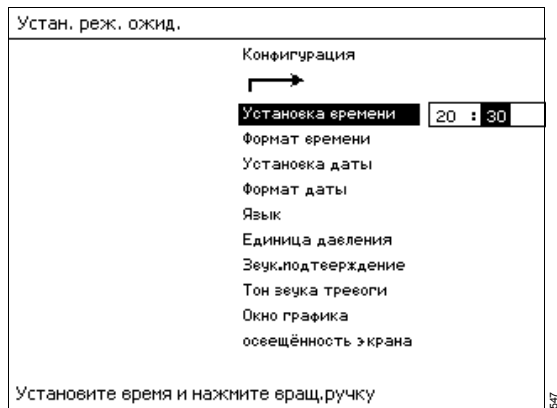 Устан. реж. ожид.
Конфигурация
Установка времени 20 : 30
Формат времени
Установка даты
Формат даты
Язык
Единица давления
Звук.подтверждение
Тон звука тревоги
Окно графика
освещённость экрана
Установите время и нажмите вращ.ручку
547